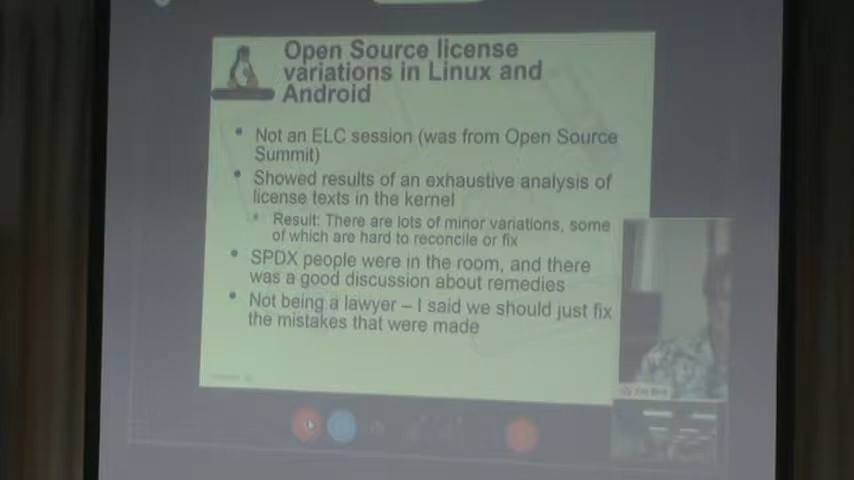 Open Source license
variations in Linux and
Android
• Not an ELC session (was from Open Source
Summit)
• Showed results of an exhaustive analysis of
license texts in the kernel
• Result: There are lots of minor variations, some
of which are hard to reconcile or fix
• SPDX people were in the room, and there
was a good discussion about remedies
• Not being a lawyer – I said we should just fix
the mistakes that were made